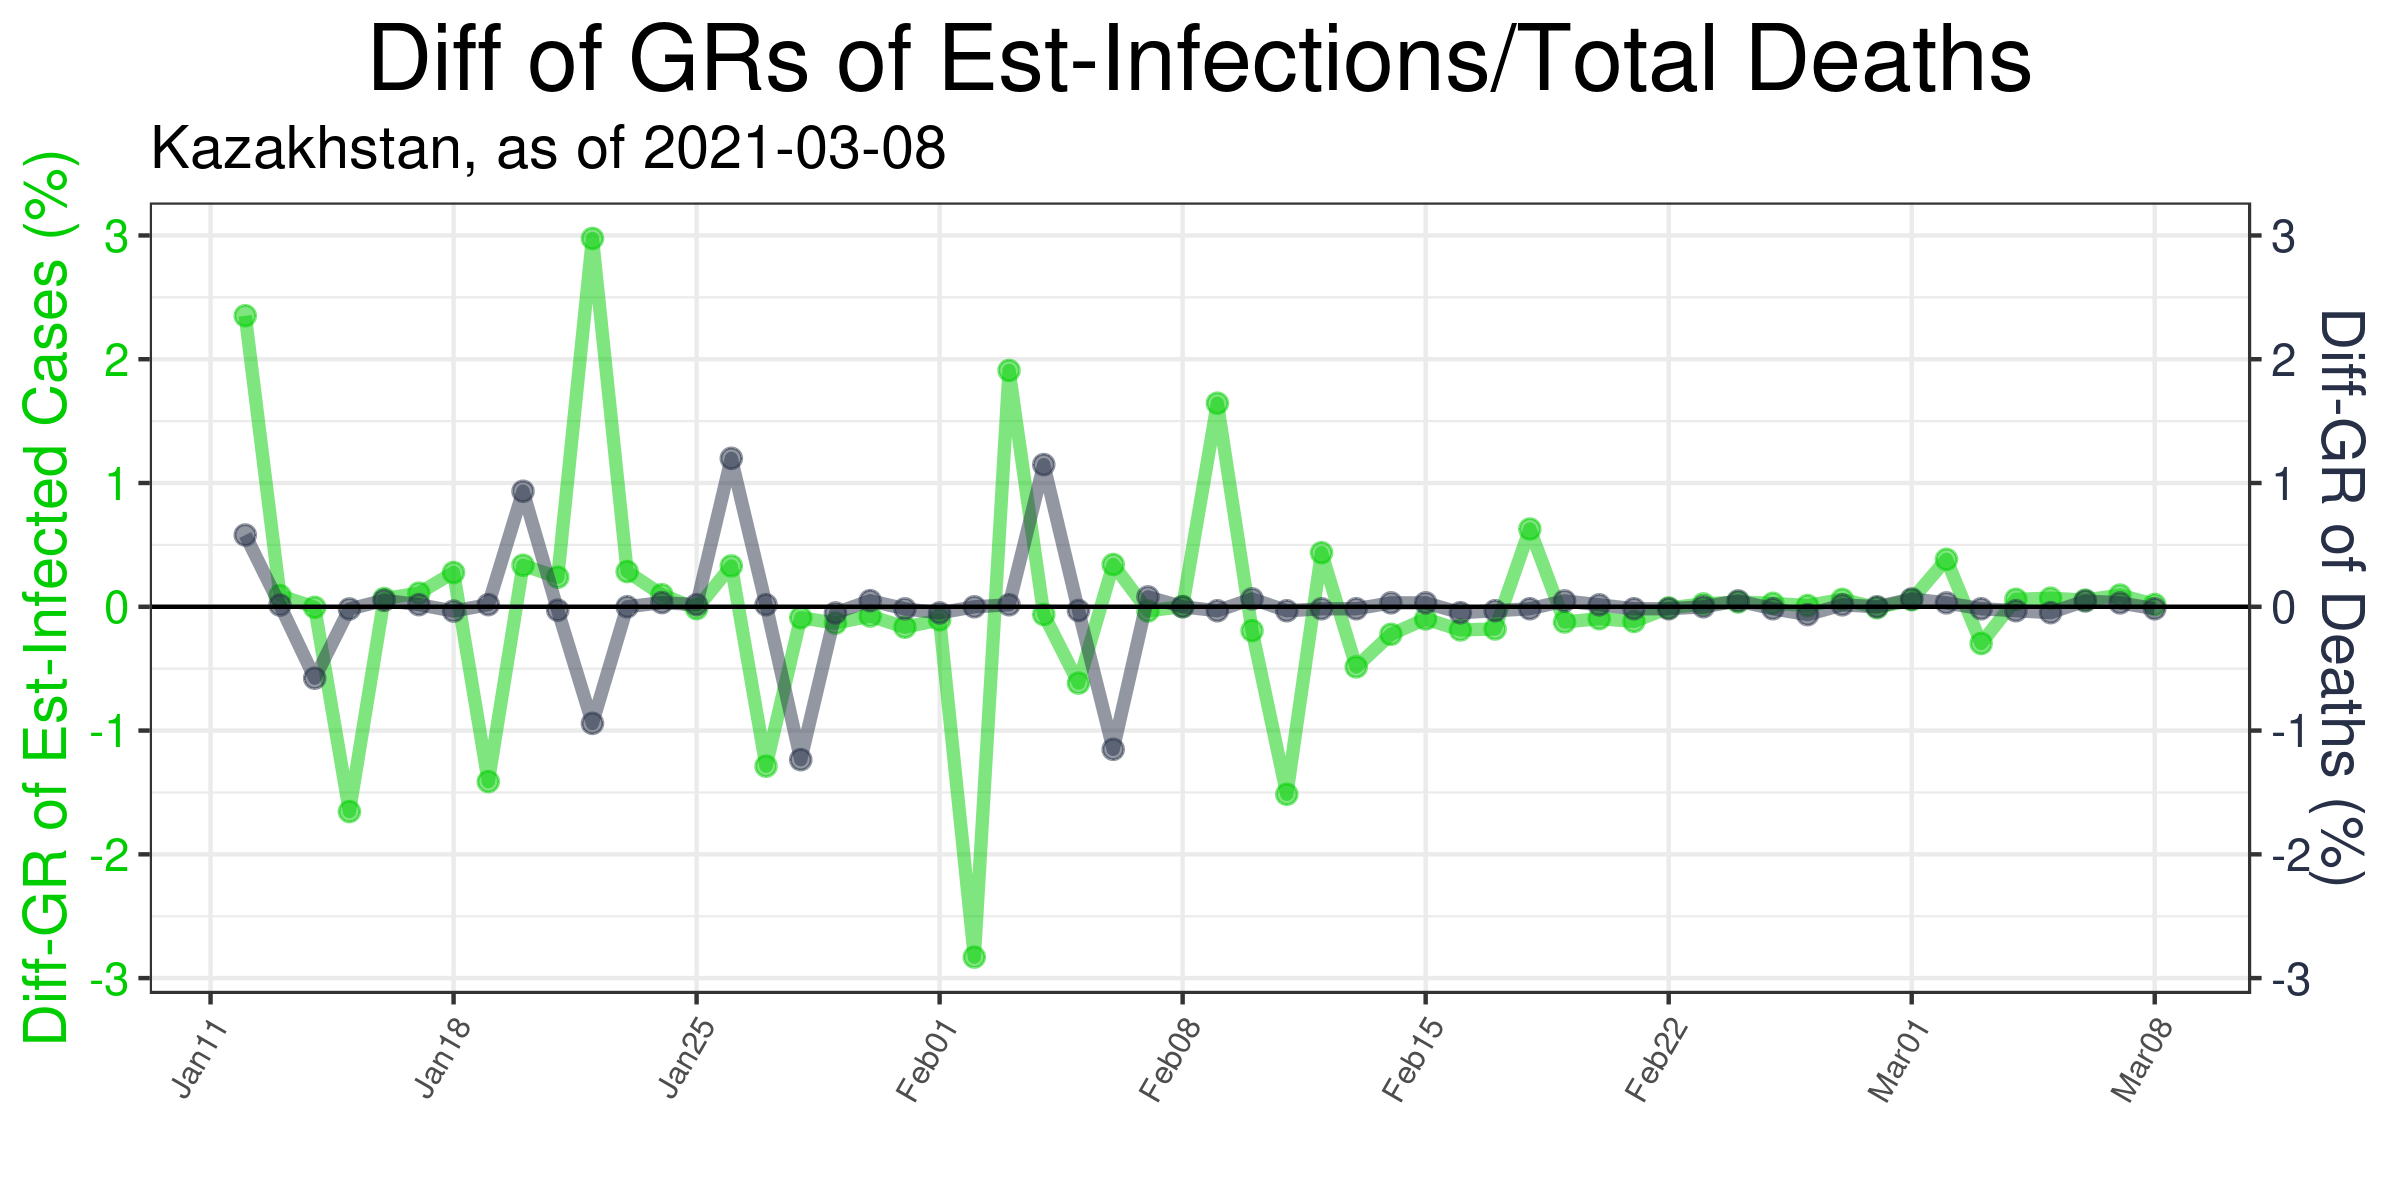 Diff of GRs of Est-Infections/Total Deaths
Kazakhstan, as of 2021-03-08
Diff-GR of Est-Infected Cases (%)
3
2
1
0
-1
-2
-3
3
2
1
0
-1
-2
-3
Diff-GR of Deaths (%)
Jan11
Jan18
Jan25
Feb01
Feb08
Feb15
Feb22
Mar01
Mar08